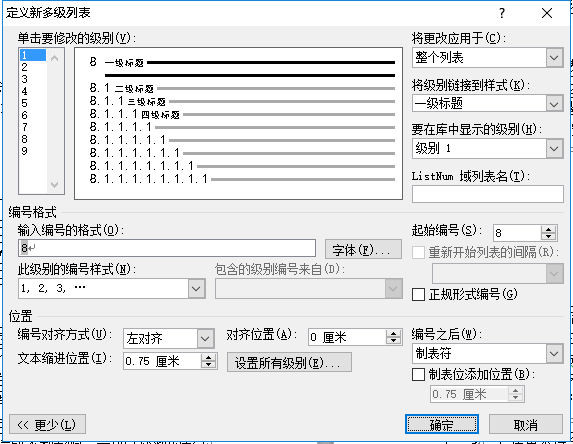 定义新多级列表
单击要修改的级别(V):
1
2
3
4
5
6
7
8
9
8 一级标题
8.1 二级标题
8.1.1 三级标题
8.1.1.1 四级标题
8.1.1.1.1
8.1.1.1.1.1
8.1.1.1.1.1.1
8.1.1.1.1.1.1.1
8.1.1.1.1.1.1.1.1
将更改应用于(C):
整个列表
将级别链接到样式(K):
一级标题
要在库中显示的级别(H):
级别 1
ListNum 域列表名(T):
编号格式
输入编号的格式(O):
8
字体(F)...
此级别的编号样式(N):
1, 2, 3, …
包含的级别编号来自(D):
起始编号(S): 8
重新开始列表的间隔(R):
正规形式编号(G)
位置
编号对齐方式(U): 左对齐
对齐位置(A): 0 厘米
文本缩进位置(I): 0.75 厘米
设置所有级别(E)...
编号之后(W):
制表符
制表位添加位置(B):
0.75 厘米
<< 更少(L)
确定
取消